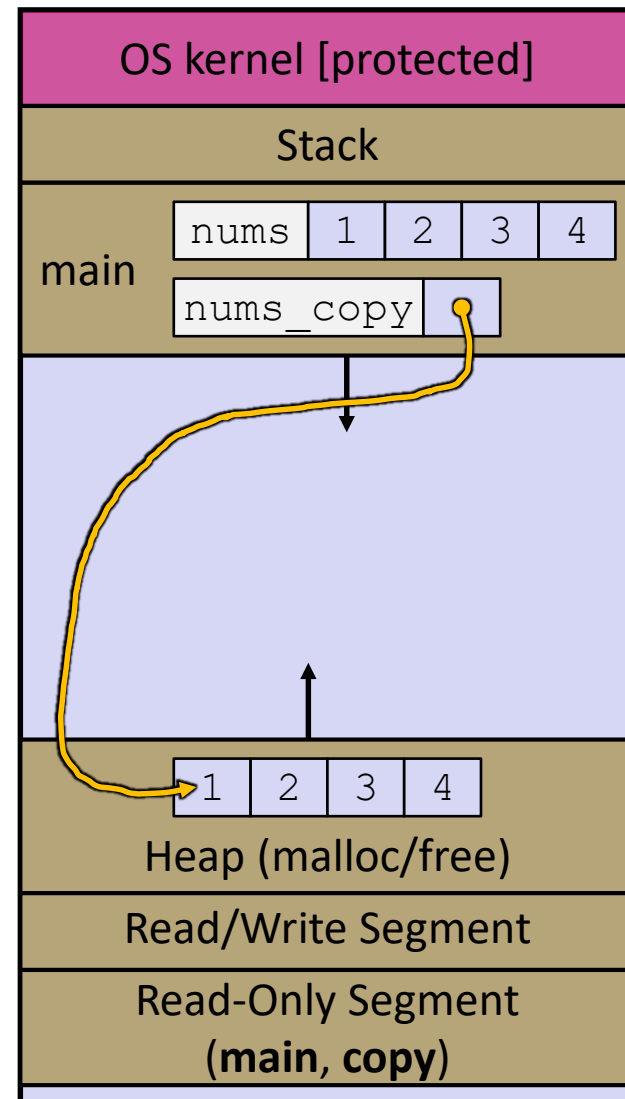 OS kernel [protected]
Stack
main
nums 1 2 3 4
nums_copy
1 2 3 4
Heap (malloc/free)
Read/Write Segment
Read-Only Segment
(main, copy)